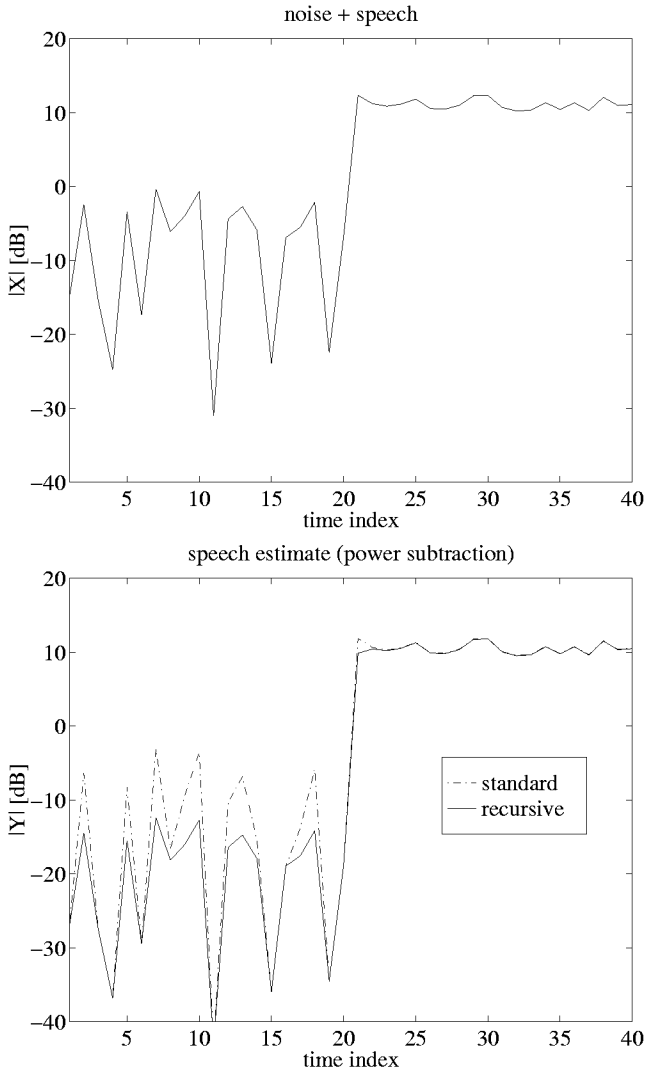 noise + speech
20
10
0
−10
−20
−30
−40
|X| [dB]
5 10 15 20 25 30 35 40
time index
speech estimate (power subtraction)
20
10
0
−10
−20
−30
−40
|Y| [dB]
standard
recursive
5 10 15 20 25 30 35 40
time index